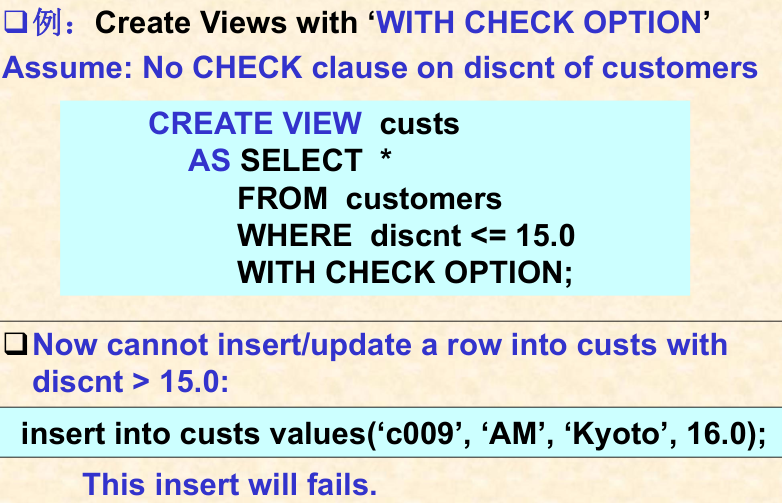 ❑例：Create Views with ‘WITH CHECK OPTION’
Assume: No CHECK clause on discnt of customers
CREATE VIEW custs
AS SELECT *
FROM customers
WHERE discnt <= 15.0
WITH CHECK OPTION;
❑Now cannot insert/update a row into custs with
discnt > 15.0:
insert into custs values(‘c009’, ‘AM’, ‘Kyoto’, 16.0);
This insert will fails.